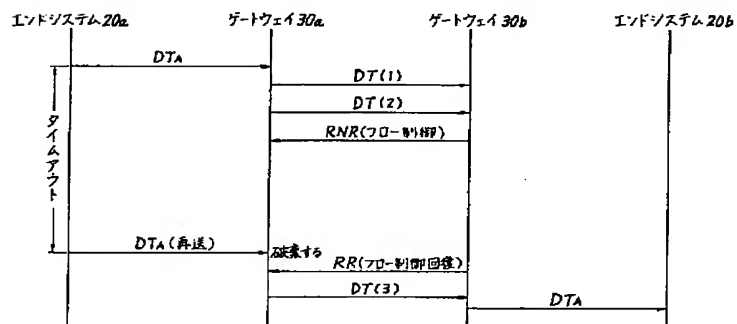 エンドシステム20a
ゲートウェイ30a
ゲートウェイ30b
エンドシステム20b
DTA
DT(1)
DT(2)
RNR(フロー制御)
タイムアウト
DTA(再送)
破棄する
RR(フロー制御回復)
DT(3)
DTA